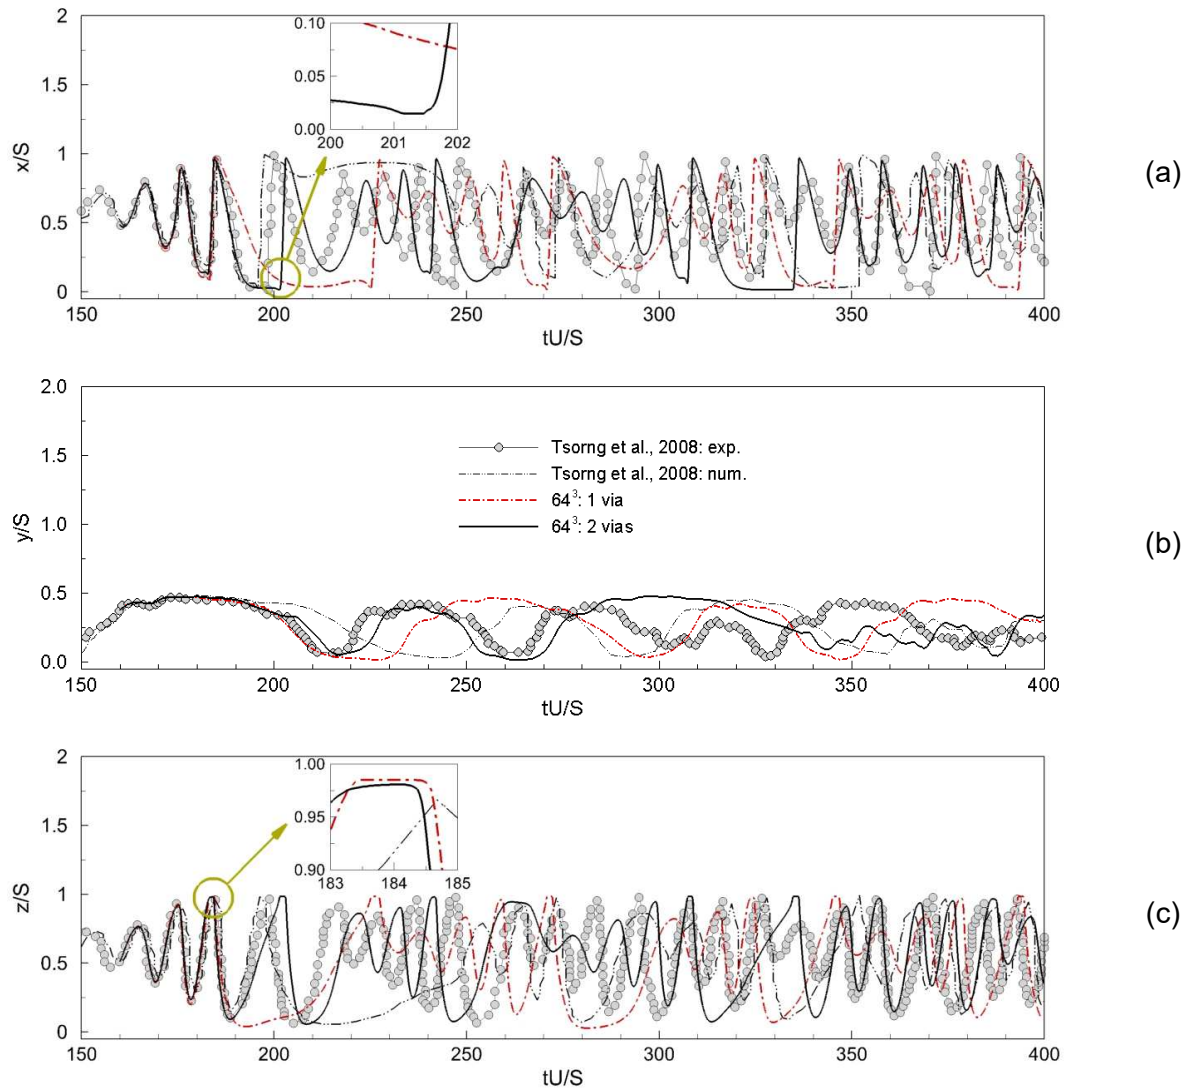 2
1.5
x/S
1
0.5
0
0.10
0.05
0.00
200 201 202
150 200 250 300 350 400
tU/S
(a)
2.0
1.5
y/S
1.0
0.5
0.0
Tsorng et al., 2008: exp.
Tsorng et al., 2008: num.
64³: 1 via
64³: 2 vias
150 200 250 300 350 400
tU/S
(b)
2
1.5
z/S
1
0.5
0
1.00
0.95
0.90
183 184 185
150 200 250 300 350 400
tU/S
(c)